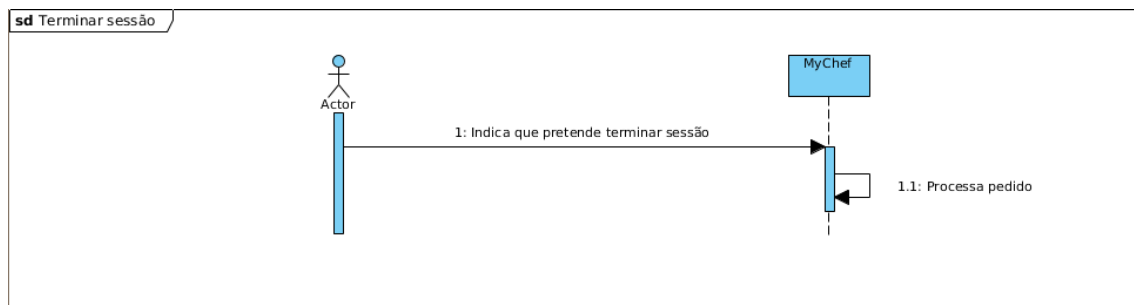 sd Terminar sessão
MyChef
Actor
1: Indica que pretende terminar sessão
1.1: Processa pedido